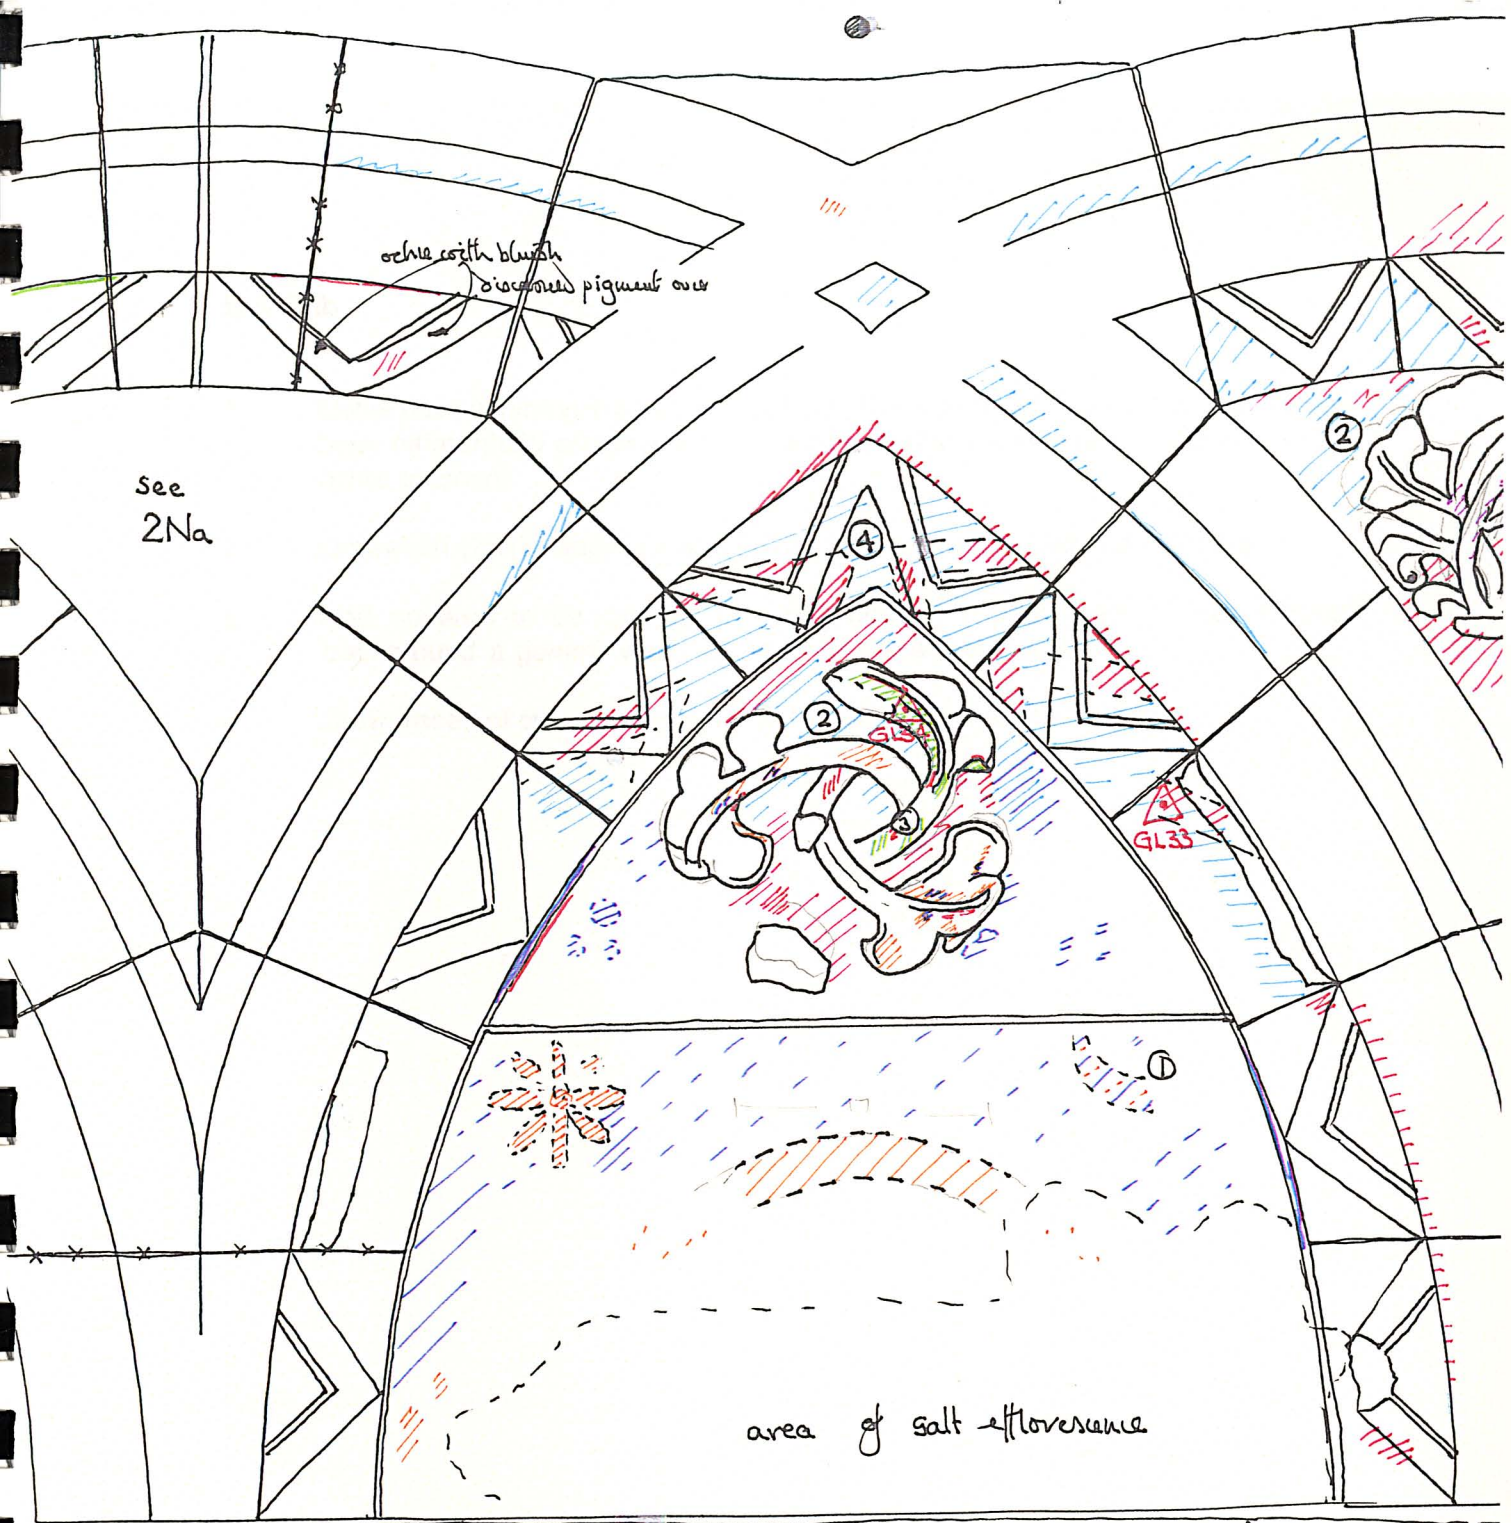 ochre with bluish
discoloured pigment over
see
2Na
2
4
2
GL34
3
GL33
1
area of salt efflorescence